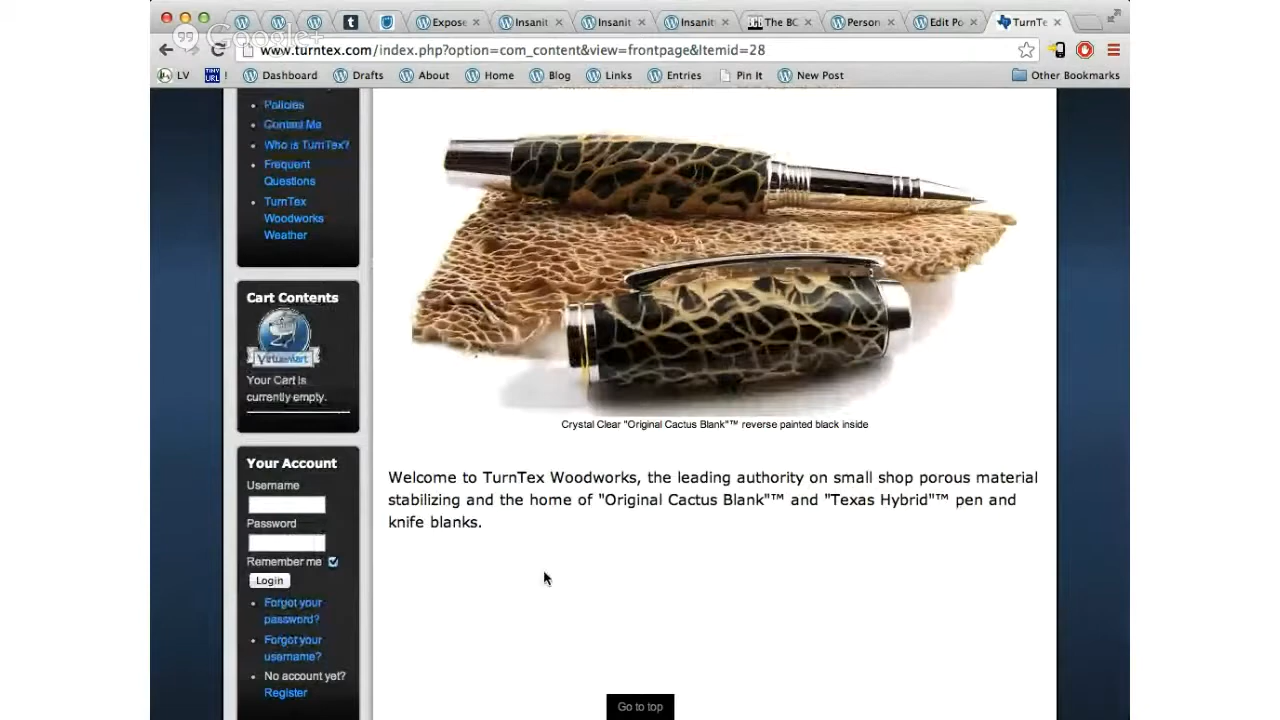 Expose
Insanit
Insanit
Insanit
The BC
Person
Edit Po
TurnTe
Google+
www.turntex.com/index.php?option=com_content&view=frontpage&Itemid=28
LV
TINY URL
!
Dashboard
Drafts
About
Home
Blog
Links
Entries
Pin It
New Post
Other Bookmarks
Policies
Contact Me
Who is TurnTex?
Frequent
Questions
TurnTex
Woodworks
Weather
Cart Contents
VirtueMart
Your Cart is
currently empty.
Your Account
Username
Password
Remember me
Login
Forgot your
password?
Forgot your
username?
No account yet?
Register
Crystal Clear "Original Cactus Blank"™ reverse painted black inside
Welcome to TurnTex Woodworks, the leading authority on small shop porous material
stabilizing and the home of "Original Cactus Blank"™ and "Texas Hybrid"™ pen and
knife blanks.
Go to top